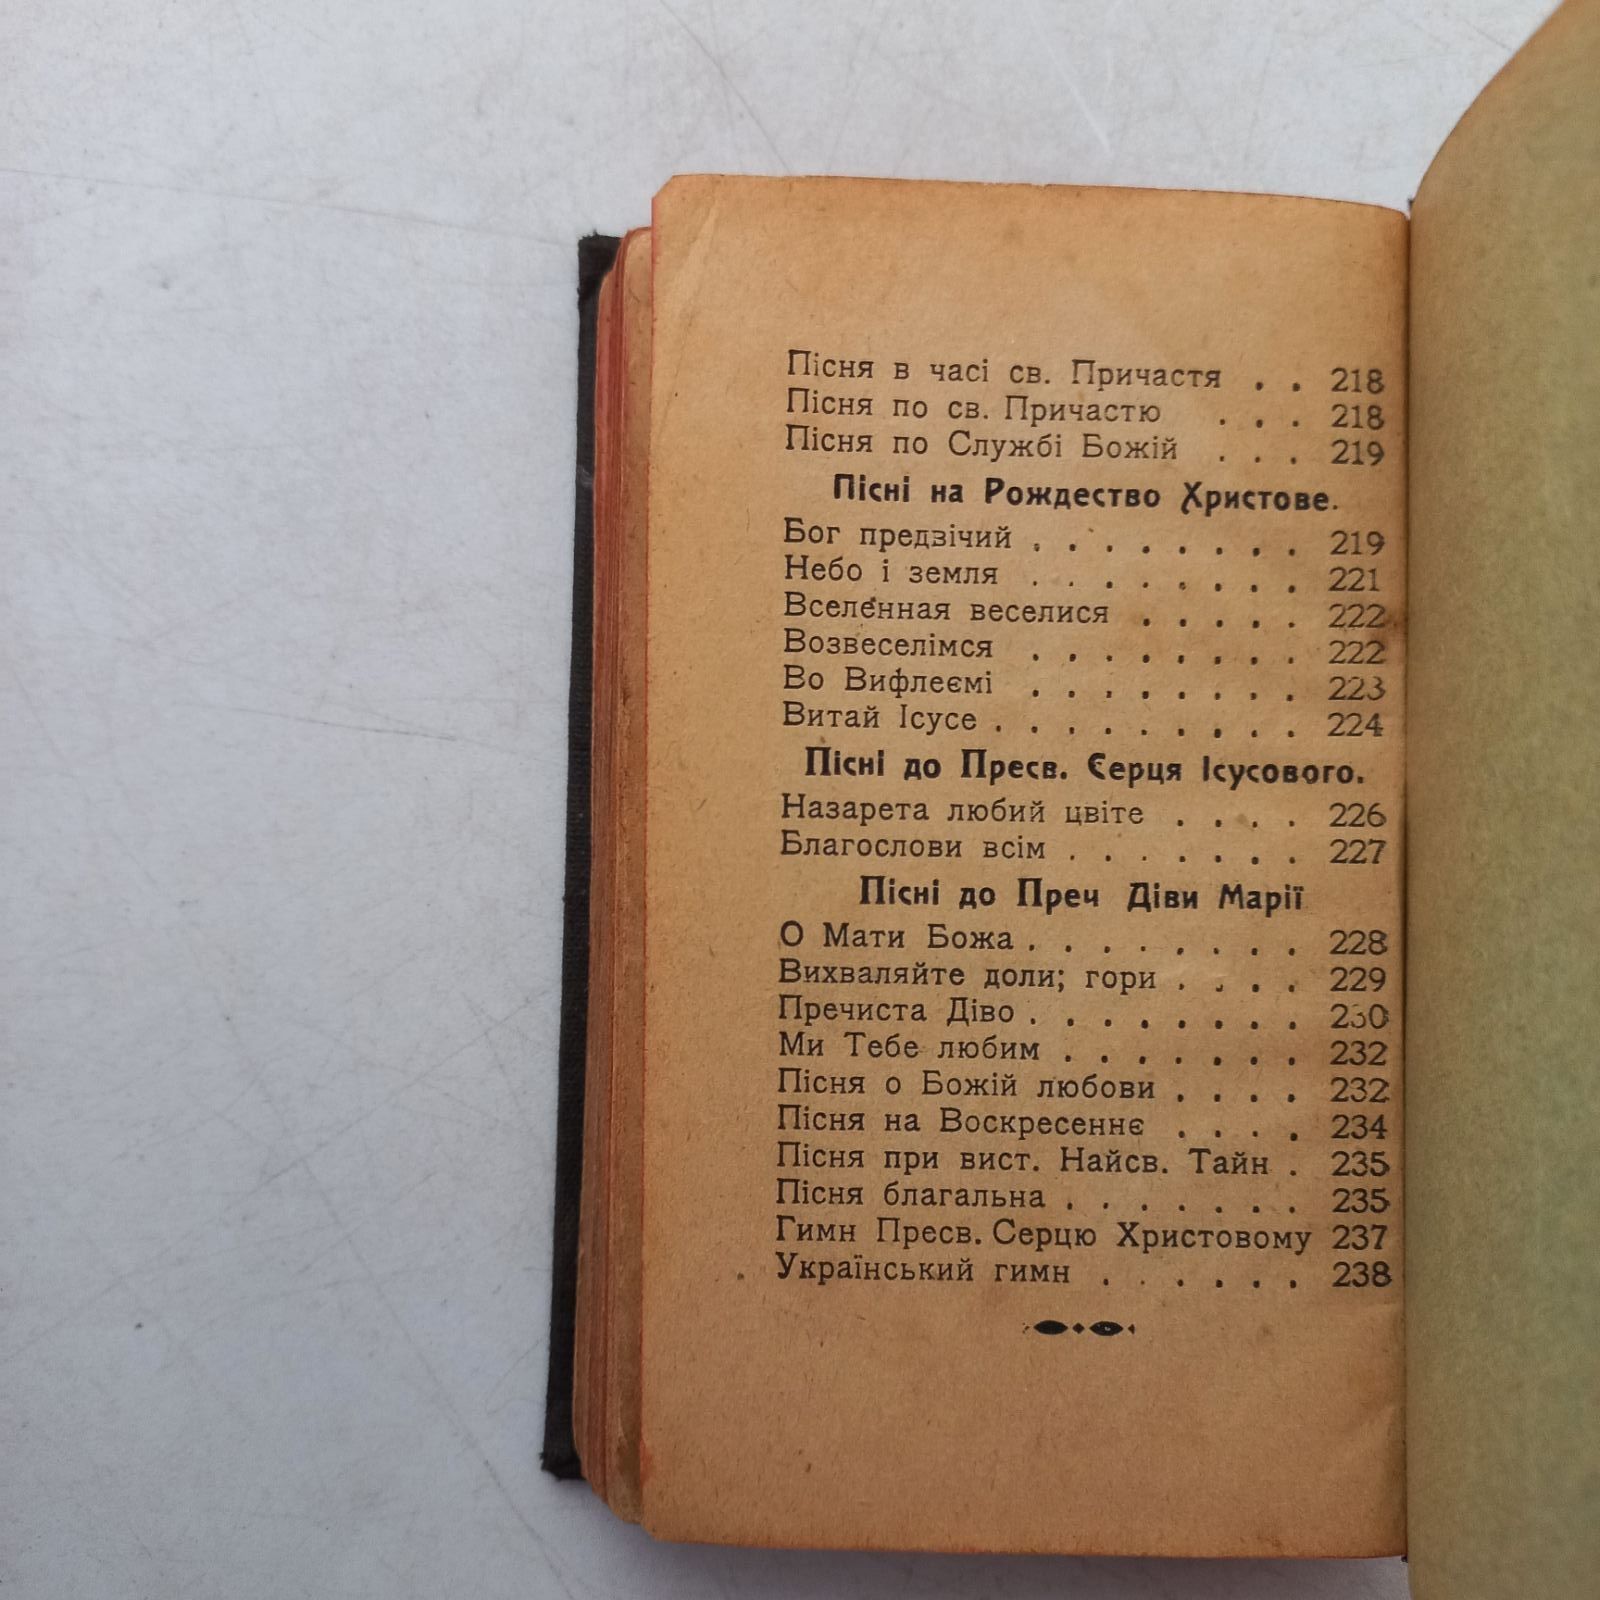 Пісня в часі св. Причастя . . 218
Пісня по св. Причастю . . . 218
Пісня по Службі Божій . . . 219
Пісні на Рождество Христове.
Бог предвічий . . . . . . . . 219
Небо і земля . . . . . . . . 221
Вселенная веселися . . . . . 222
Возвеселімся . . . . . . . . 222
Во Вифлеємі . . . . . . . . 223
Витай Ісусе . . . . . . . . . 224
Пісні до Пресв. Серця Ісусового.
Назарета любий цвіте . . . . 226
Благослови всім . . . . . . . 227
Пісні до Преч Діви Марії
О Мати Божа . . . . . . . . 228
Вихваляйте доли; гори . . . . 229
Пречиста Діво . . . . . . . . 230
Ми Тебе любим . . . . . . . 232
Пісня о Божій любови . . . . 232
Пісня на Воскресеннє . . . . 234
Пісня при вист. Найсв. Тайн . 235
Пісня благальна . . . . . . . 235
Гимн Пресв. Серцю Христовому 237
Український гимн . . . . . . 238